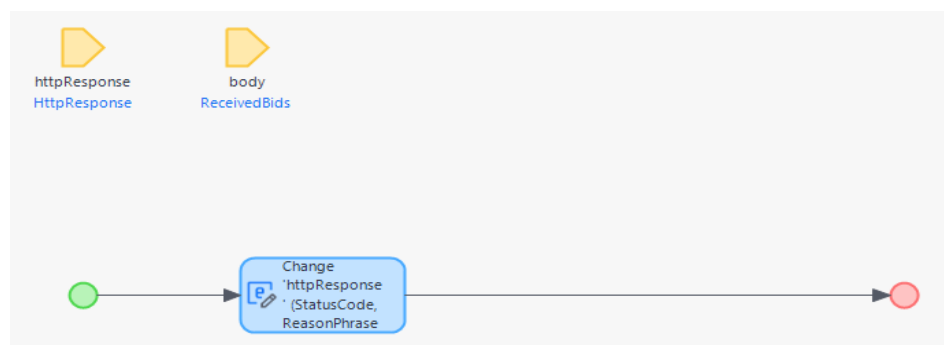 httpResponse
HttpResponse
body
ReceivedBids
Change
'httpResponse
' (StatusCode,
ReasonPhrase